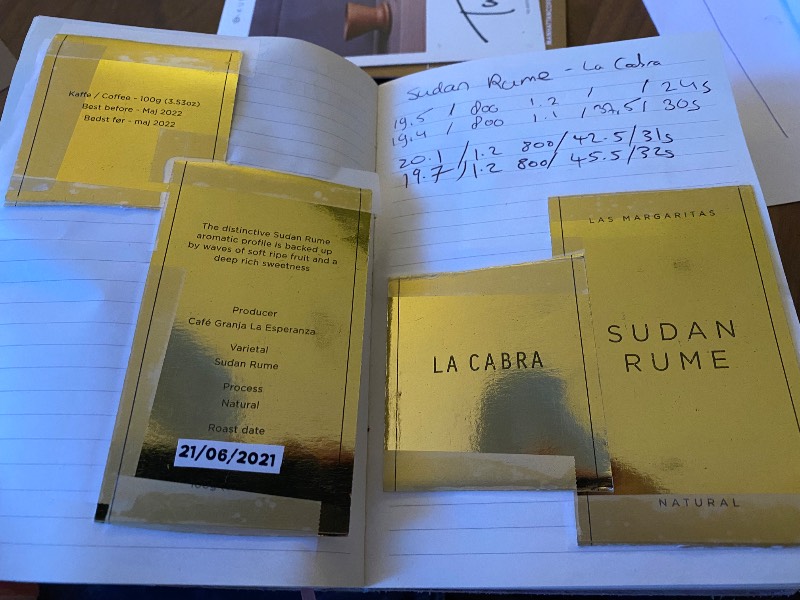 Kaffe / Coffee - 100g (3.53oz)
Best before - Maj 2022
Bedst før - maj 2022
The distinctive Sudan Rume
aromatic profile is backed up
by waves of soft ripe fruit and a
deep rich sweetness
Producer
Café Granja La Esperanza
Varietal
Sudan Rume
Process
Natural
Roast date
21/06/2021
Sudan Rume - La Cabra
19.5 / 800 1.2 / / 24s
19.4 / 800 1.1 / 37.5 / 30s
20.1 / 1.2 800/ 42.5/31s
19.7 / 1.2 800/ 45.5/32s
LA CABRA
LAS MARGARITAS
SUDAN
RUME
NATURAL